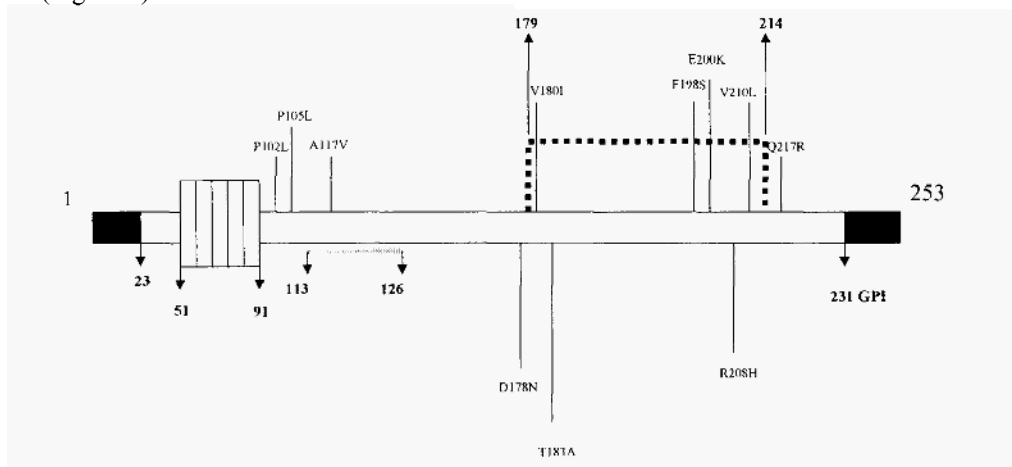 179
214
E200K
V180I
F198S
V210L
P105L
P102L
A117V
Q217R
1
253
23
51
91
113
126
231 GPI
D178N
R208H
T183A